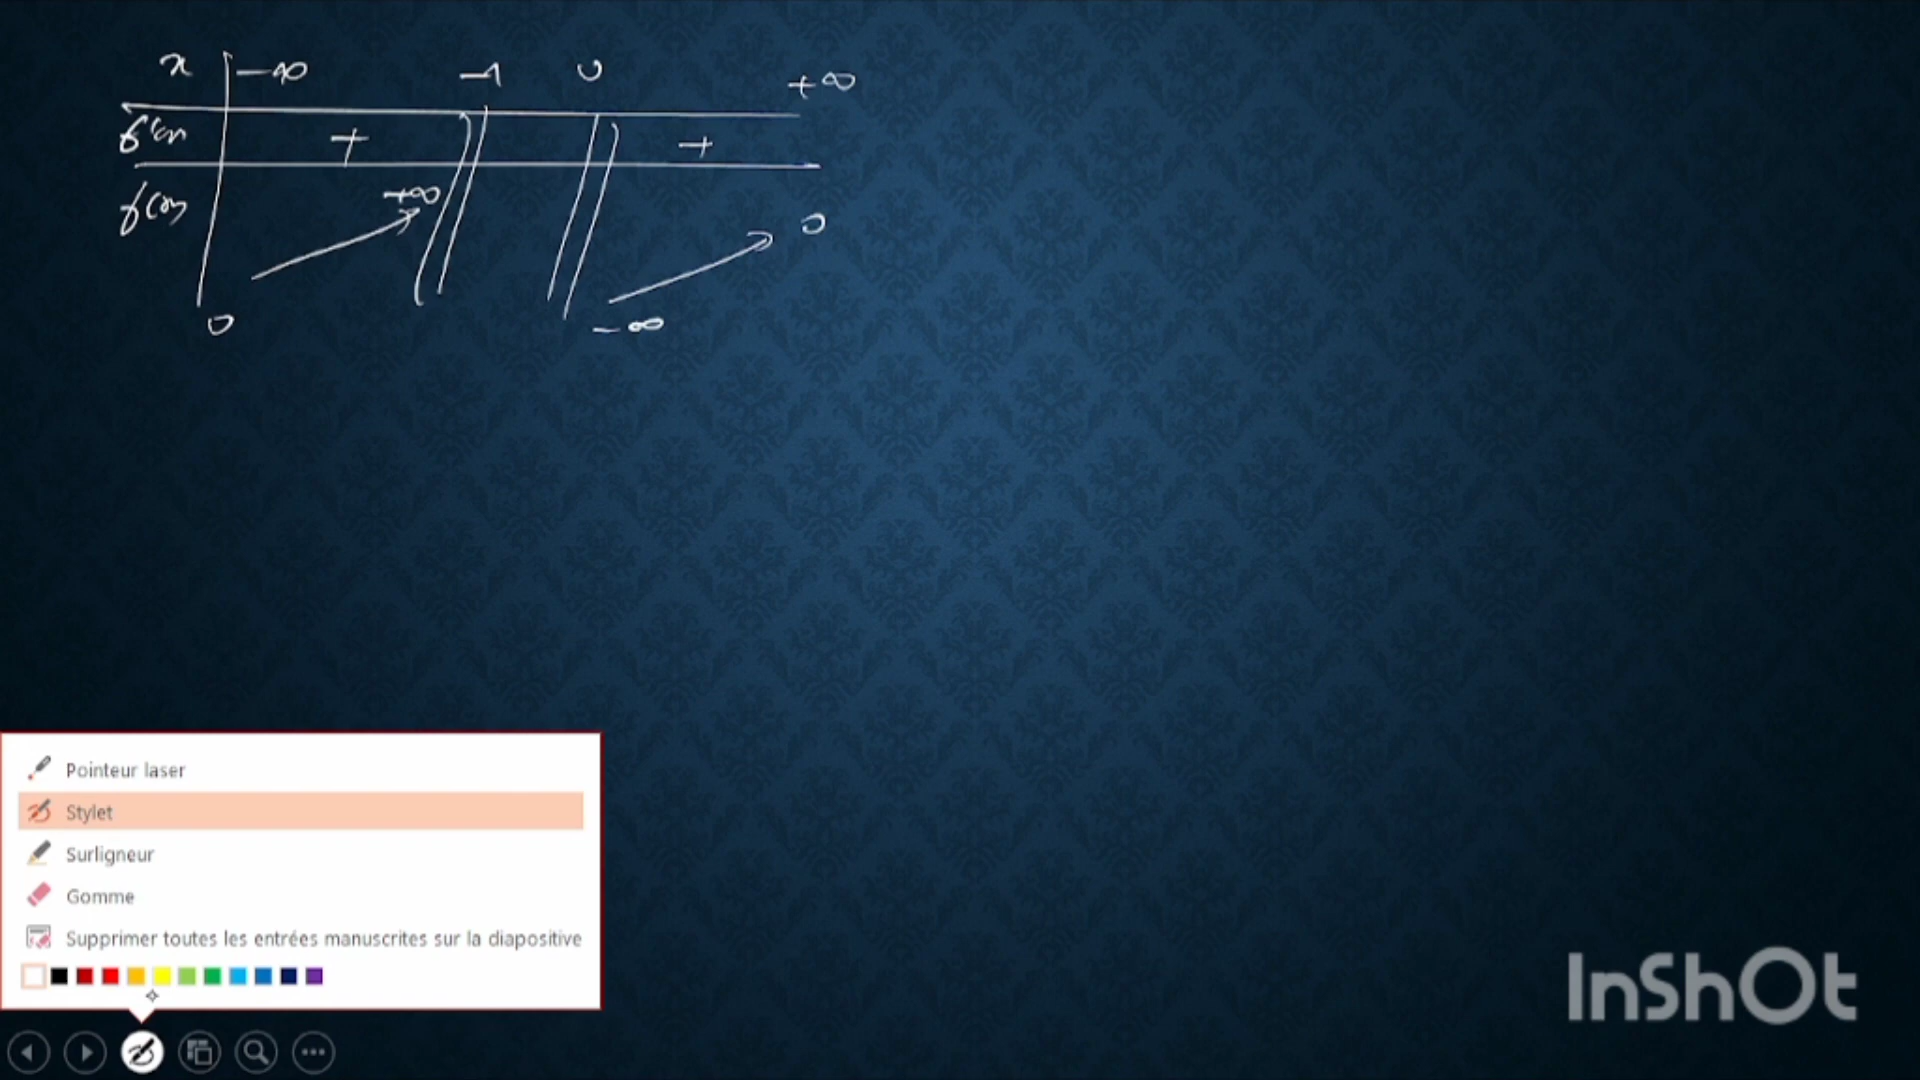 x -∞ -1 0 +∞
f'(x) + +
f(x) +∞ 0
0 -∞
Pointeur laser
Stylet
Surligneur
Gomme
Supprimer toutes les entrées manuscrites sur la diapositive
InShOt